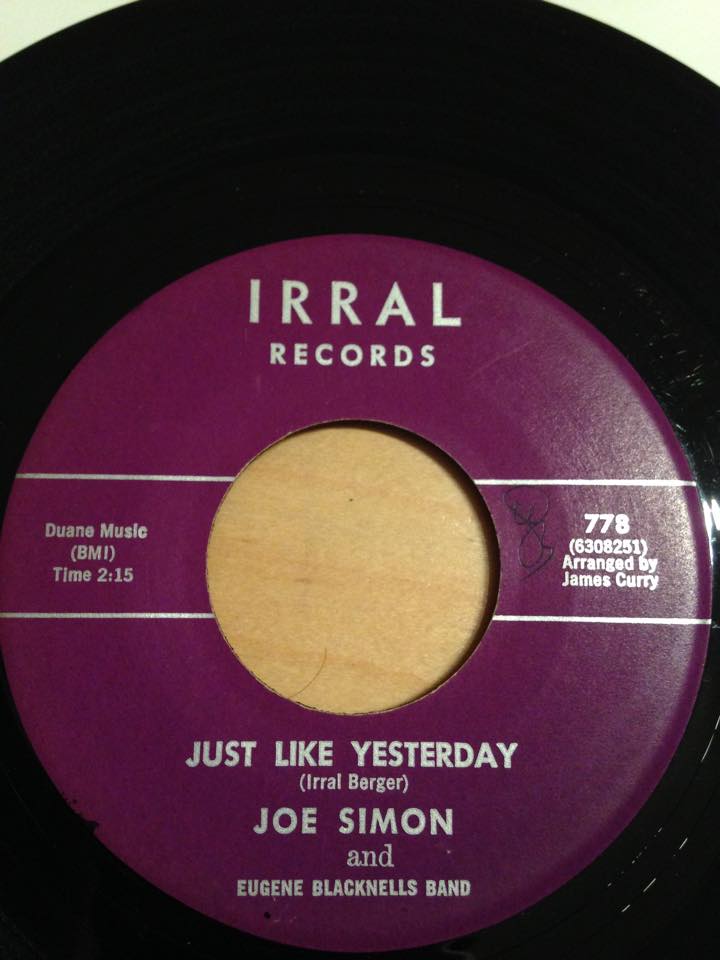 IRRAL
RECORDS
Duane Music
(BMI)
Time 2:15
778
(6308251)
Arranged by
James Curry
JUST LIKE YESTERDAY
(Irral Berger)
JOE SIMON
and
EUGENE BLACKNELLS BAND